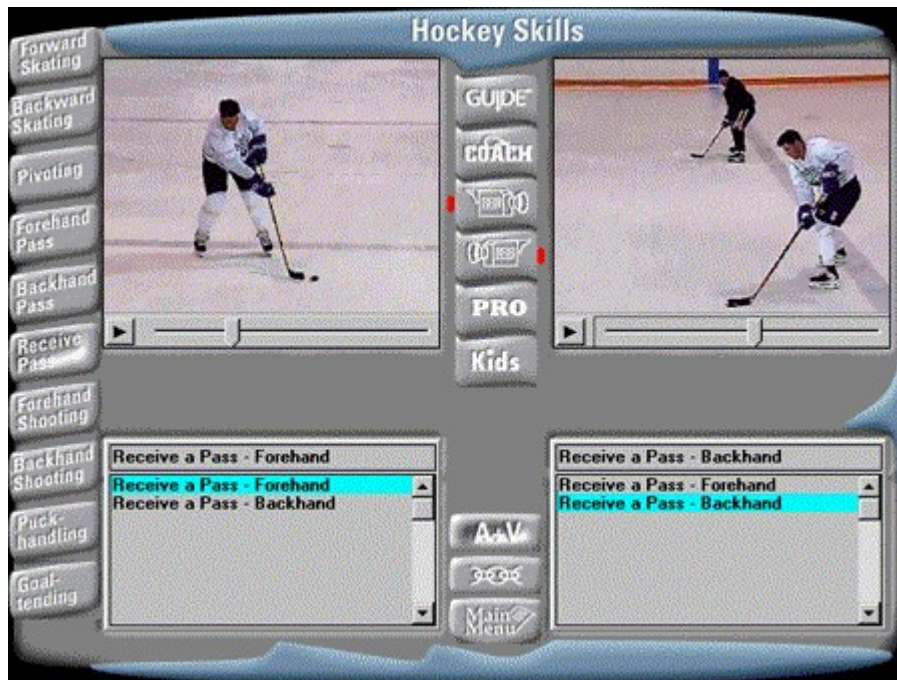 Hockey Skills
Forward
Skating
Backward
Skating
Pivoting
Forehand
Pass
Backhand
Pass
Receive
Pass
Forehand
Shooting
Backhand
Shooting
Puck-
handling
Goal-
tending
GUIDE
COACH
PRO
Kids
Receive a Pass - Forehand
Receive a Pass - Forehand
Receive a Pass - Backhand
A+V
Main
Menu
Receive a Pass - Backhand
Receive a Pass - Forehand
Receive a Pass - Backhand